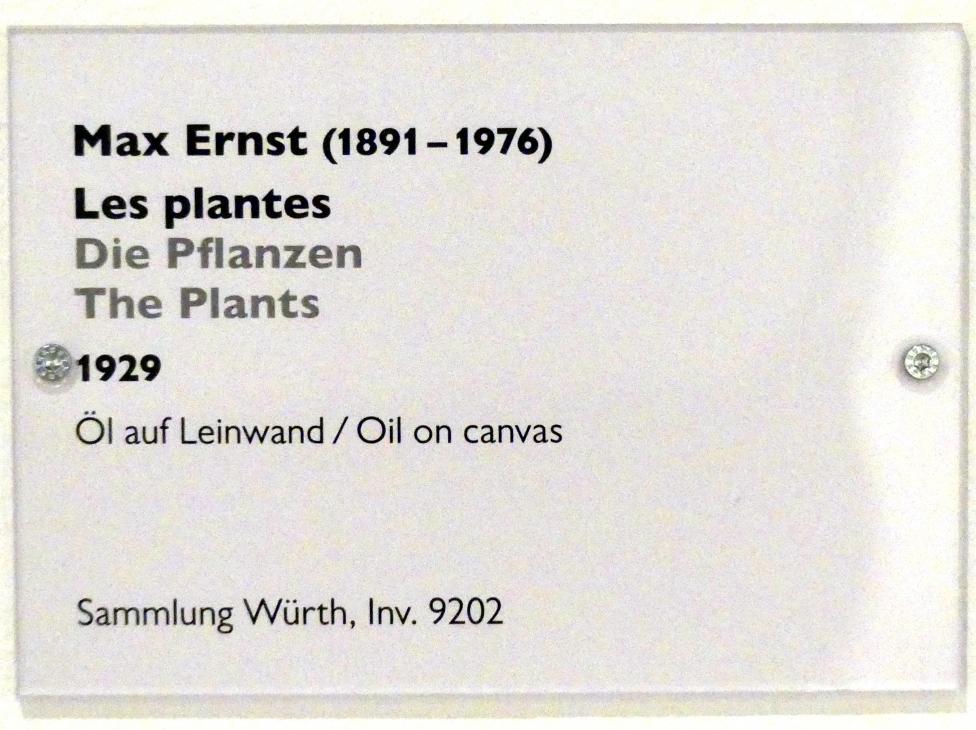 Max Ernst (1891–1976)
Les plantes
Die Pflanzen
The Plants
1929
Öl auf Leinwand / Oil on canvas
Sammlung Würth, Inv. 9202